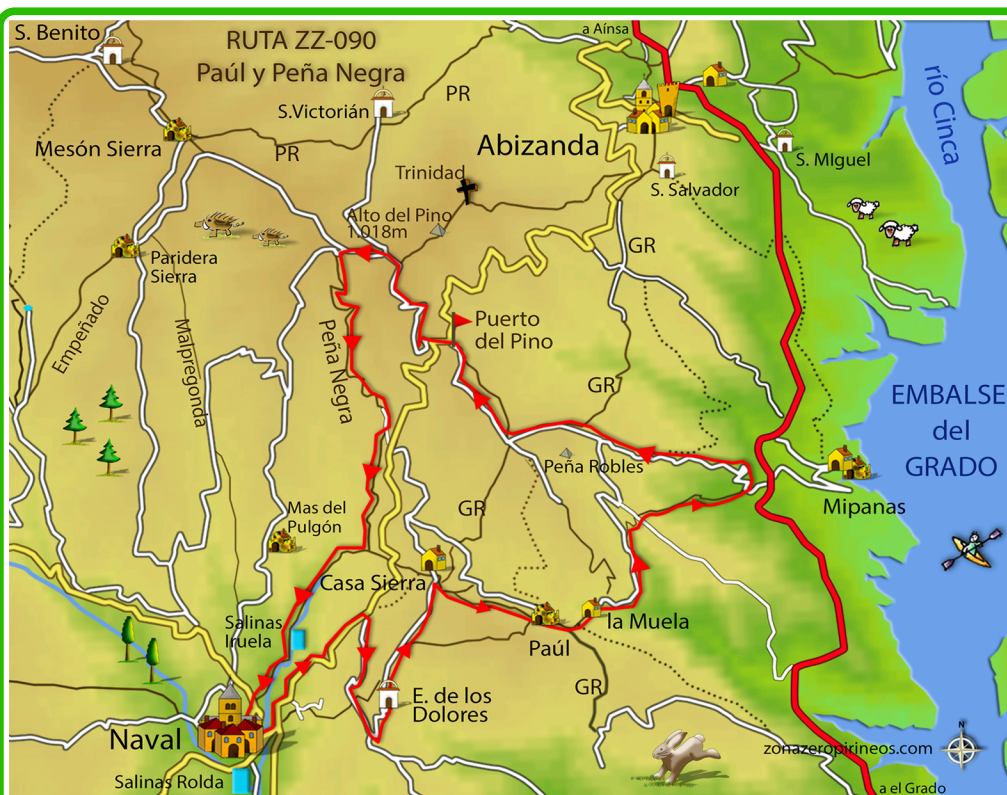 a Aínsa
S. Benito
RUTA ZZ-090
Paúl y Peña Negra
río Cinca
PR
S.Victorián
Mesón Sierra
PR
Abizanda
S. MIguel
Trinidad
S. Salvador
Alto del Pino
1.018m
GR
Paridera
Sierra
Empeñado
Malpregonda
Peña Negra
Puerto
del Pino
GR
EMBALSE
del
GRADO
Peña Robles
Mas del
Pulgón
GR
Mipanas
Casa Sierra
Salinas
Iruela
la Muela
Paúl
GR
E. de los
Dolores
Naval
zonazeropirineos.com
N
Salinas Rolda
a el Grado